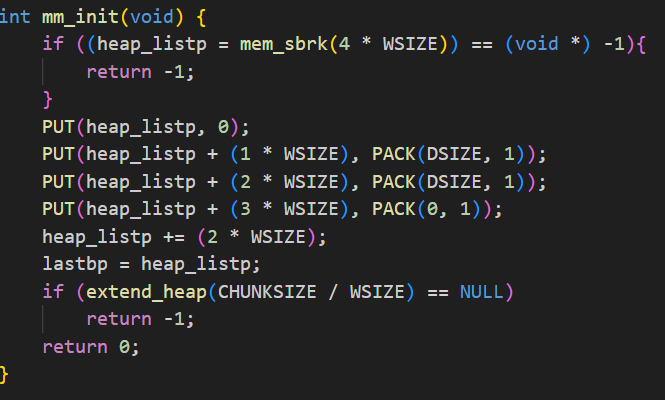 int mm_init(void) {
    if ((heap_listp = mem_sbrk(4 * WSIZE)) == (void *) -1){
        return -1;
    }
    PUT(heap_listp, 0);
    PUT(heap_listp + (1 * WSIZE), PACK(DSIZE, 1));
    PUT(heap_listp + (2 * WSIZE), PACK(DSIZE, 1));
    PUT(heap_listp + (3 * WSIZE), PACK(0, 1));
    heap_listp += (2 * WSIZE);
    lastbp = heap_listp;
    if (extend_heap(CHUNKSIZE / WSIZE) == NULL)
        return -1;
    return 0;
}